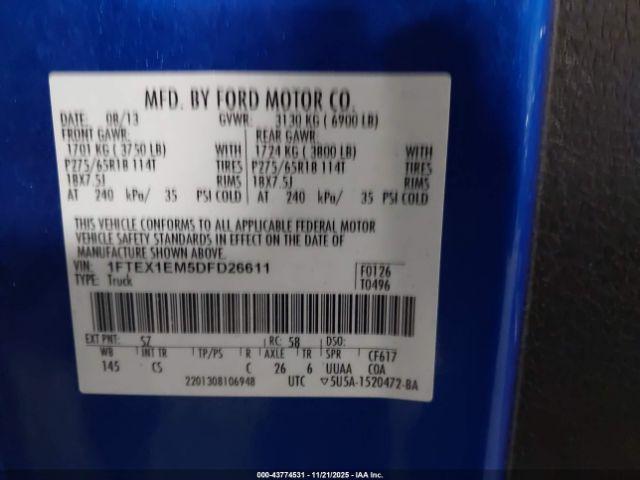 MFD. BY FORD MOTOR CO.
DATE: 08/13 GVWR: 3130 KG ( 6900 LB)
FRONT GAWR: REAR GAWR:
1701 KG ( 3750 LB) WITH 1724 KG ( 3800 LB) WITH
P275/65R18 114T TIRES P275/65R18 114T TIRES
18X7.5J RIMS 18X7.5J RIMS
AT 240 kPa/ 35 PSI COLD AT 240 kPa/ 35 PSI COLD
THIS VEHICLE CONFORMS TO ALL APPLICABLE FEDERAL MOTOR
VEHICLE SAFETY STANDARDS IN EFFECT ON THE DATE OF
MANUFACTURE SHOWN ABOVE.
VIN: 1FTEX1EM5DFD26611 F0126
TYPE: Truck T0496
EXT PNT: SZ RC: 58 DSO:
WB INT TR TP/PS R AXLE TR SPR CF617
145 CS C 26 6 UUAA COA
2201308106948 UTC ▽5U5A-1520472-BA
000-43774531 - 11/21/2025 - IAAI.COM